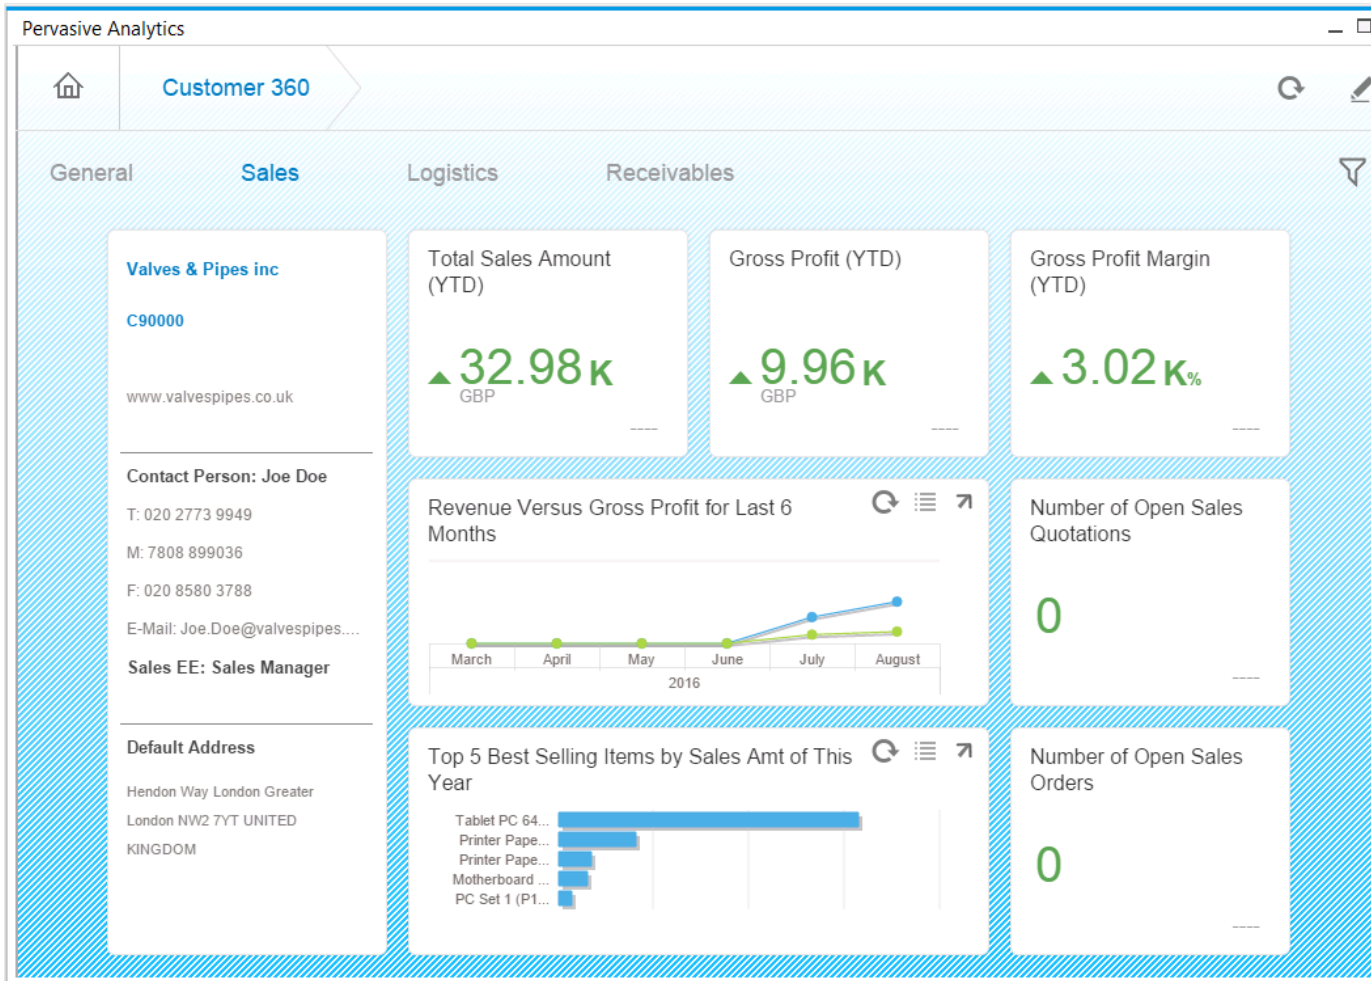 Pervasive Analytics
Customer 360
General Sales Logistics Receivables
Valves & Pipes inc
C90000
www.valvespipes.co.uk
Contact Person: Joe Doe
T: 020 2773 9949
M: 7808 899036
F: 020 8580 3788
E-Mail: Joe.Doe@valvespipes....
Sales EE: Sales Manager
Default Address
Hendon Way London Greater
London NW2 7YT UNITED
KINGDOM
Total Sales Amount
(YTD)
32.98 K
GBP
----
Gross Profit (YTD)
9.96 K
GBP
----
Gross Profit Margin
(YTD)
3.02 K%
----
Revenue Versus Gross Profit for Last 6
Months
March April May June July August
2016
Number of Open Sales
Quotations
0
----
Top 5 Best Selling Items by Sales Amt of This
Year
Tablet PC 64...
Printer Pape...
Printer Pape...
Motherboard ...
PC Set 1 (P1...
Number of Open Sales
Orders
0
----